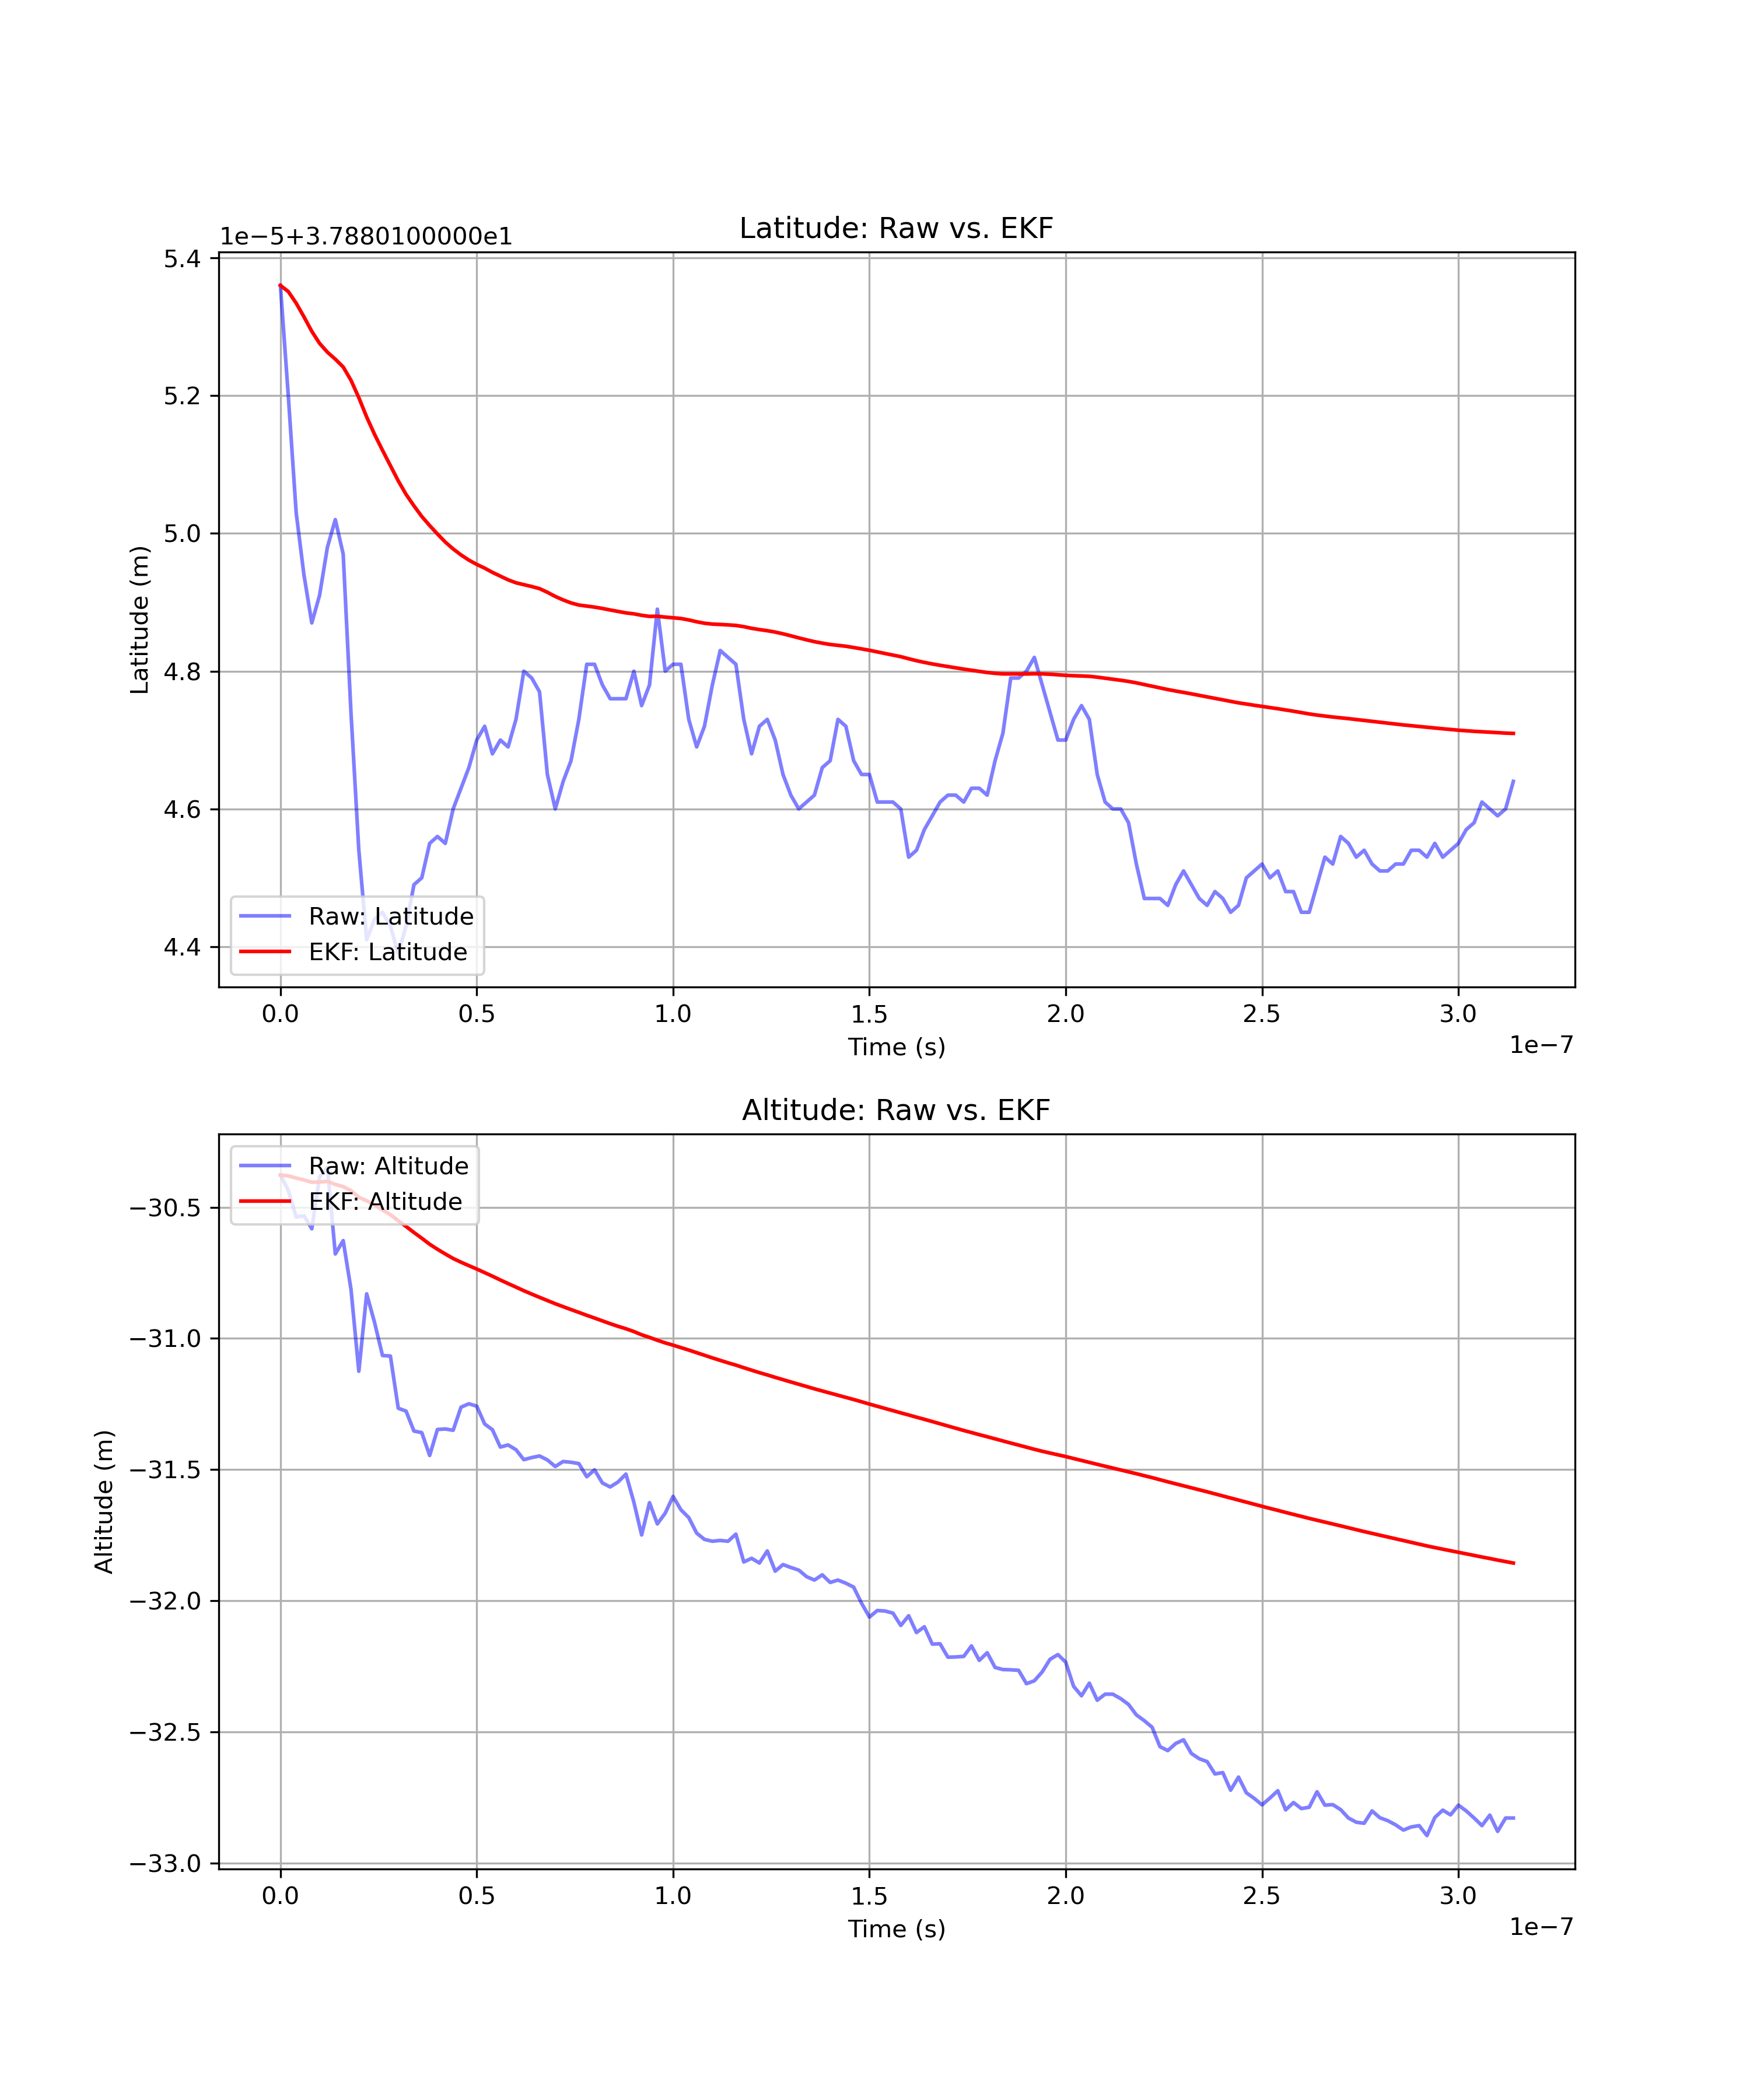 Latitude: Raw vs. EKF
1e−5+3.7880100000e1
5.4
5.2
5.0
4.8
4.6
4.4
Latitude (m)
Raw: Latitude
EKF: Latitude
0.0 0.5 1.0 1.5 2.0 2.5 3.0
Time (s)
1e−7
Altitude: Raw vs. EKF
−30.5
−31.0
−31.5
−32.0
−32.5
−33.0
Altitude (m)
Raw: Altitude
EKF: Altitude
0.0 0.5 1.0 1.5 2.0 2.5 3.0
Time (s)
1e−7